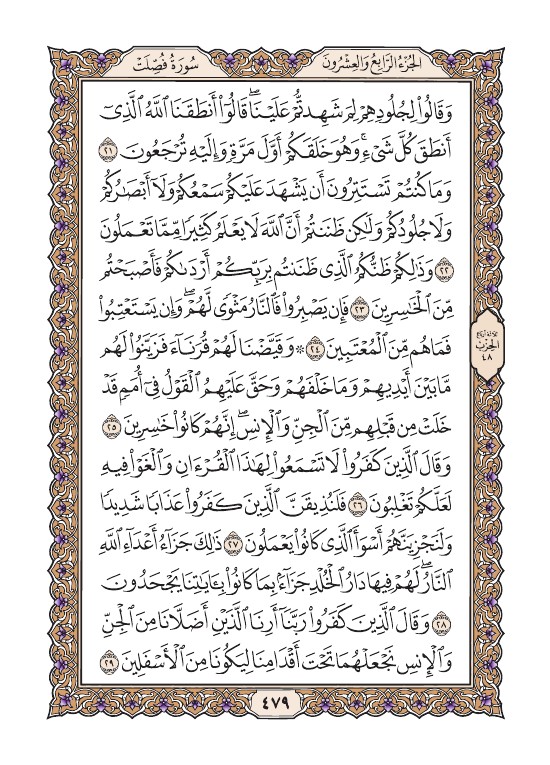 الجُزءُ الرَّابِعُ وَالعِشْرُونَ
سُورَةُ فُصِّلَتْ
وَقَالُواْ لِجُلُودِهِمْ لِمَ شَهِدتُّمْ عَلَيْنَاۖ قَالُوٓاْ أَنطَقَنَا ٱللَّهُ ٱلَّذِىٓ
أَنطَقَ كُلَّ شَىْءٍۚ وَهُوَ خَلَقَكُمْ أَوَّلَ مَرَّةٍ وَإِلَيْهِ تُرْجَعُونَ ٢١
وَمَا كُنتُمْ تَسْتَتِرُونَ أَن يَشْهَدَ عَلَيْكُمْ سَمْعُكُمْ وَلَآ أَبْصَٰرُكُمْ
وَلَا جُلُودُكُمْ وَلَٰكِن ظَنَنتُمْ أَنَّ ٱللَّهَ لَا يَعْلَمُ كَثِيرًا مِّمَّا تَعْمَلُونَ
٢٢ وَذَٰلِكُمْ ظَنُّكُمُ ٱلَّذِى ظَنَنتُم بِرَبِّكُمْ أَرْدَىٰكُمْ فَأَصْبَحْتُم
مِّنَ ٱلْخَٰسِرِينَ ٢٣ فَإِن يَصْبِرُواْ فَٱلنَّارُ مَثْوًى لَّهُمْۖ وَإِن يَسْتَعْتِبُواْ
فَمَا هُم مِّنَ ٱلْمُعْتَبِينَ ٢٤ ۞ وَقَيَّضْنَا لَهُمْ قُرَنَآءَ فَزَيَّنُواْ لَهُم
مَّا بَيْنَ أَيْدِيهِمْ وَمَا خَلْفَهُمْ وَحَقَّ عَلَيْهِمُ ٱلْقَوْلُ فِىٓ أُمَمٍ قَدْ
خَلَتْ مِن قَبْلِهِم مِّنَ ٱلْجِنِّ وَٱلْإِنسِۖ إِنَّهُمْ كَانُواْ خَٰسِرِينَ ٢٥
وَقَالَ ٱلَّذِينَ كَفَرُواْ لَا تَسْمَعُواْ لِهَٰذَا ٱلْقُرْءَانِ وَٱلْغَوْاْ فِيهِ
لَعَلَّكُمْ تَغْلِبُونَ ٢٦ فَلَنُذِيقَنَّ ٱلَّذِينَ كَفَرُواْ عَذَابًا شَدِيدًا
وَلَنَجْزِيَنَّهُمْ أَسْوَأَ ٱلَّذِى كَانُواْ يَعْمَلُونَ ٢٧ ذَٰلِكَ جَزَآءُ أَعْدَآءِ ٱللَّهِ
ٱلنَّارُۖ لَهُمْ فِيهَا دَارُ ٱلْخُلْدِ جَزَآءًۢ بِمَا كَانُواْ بِـَٔايَٰتِنَا يَجْحَدُونَ
٢٨ وَقَالَ ٱلَّذِينَ كَفَرُواْ رَبَّنَآ أَرِنَا ٱلَّذَيْنِ أَضَلَّانَا مِنَ ٱلْجِنِّ
وَٱلْإِنسِ نَجْعَلْهُمَا تَحْتَ أَقْدَامِنَا لِيَكُونَا مِنَ ٱلْأَسْفَلِينَ ٢٩
ثلاثة أرباع
الحزب
٤٨
٤٧٩